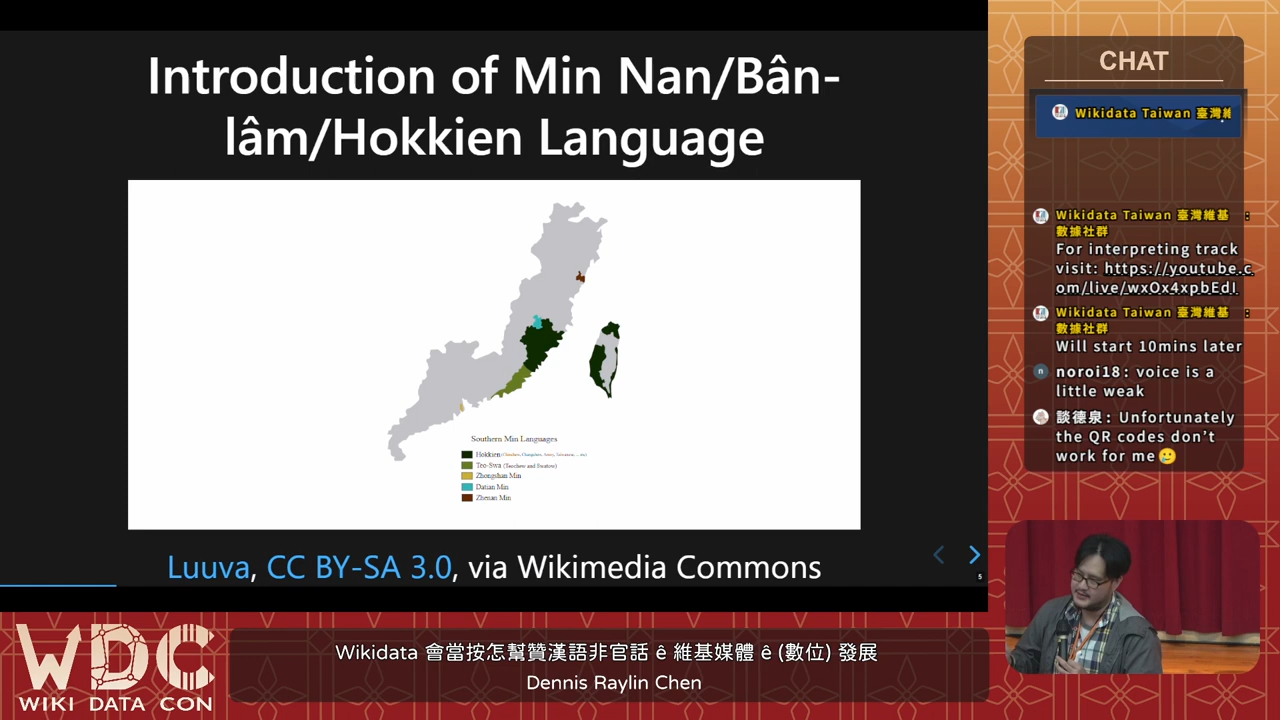 Introduction of Min Nan/Bân-
lâm/Hokkien Language
Southern Min Languages
Hokkien
Teo-Swa (Teochew and Swatow)
Zhongshan Min
Datian Min
Zhenan Min
Luuva, CC BY-SA 3.0, via Wikimedia Commons
5
CHAT
Wikidata Taiwan 臺灣維
Wikidata Taiwan 臺灣維基
數據社群
:
For interpreting track
visit: https://youtube.c
om/live/wxOx4xpbEdI
Wikidata Taiwan 臺灣維基
數據社群
:
Will start 10mins later
n
noroi18: voice is a
little weak
談德泉: Unfortunately
the QR codes don't
work for me🥲
WDC
WIKI DATA CON
Wikidata 會當按怎幫贊漢語非官話 ê 維基媒體 ê (數位) 發展
Dennis Raylin Chen